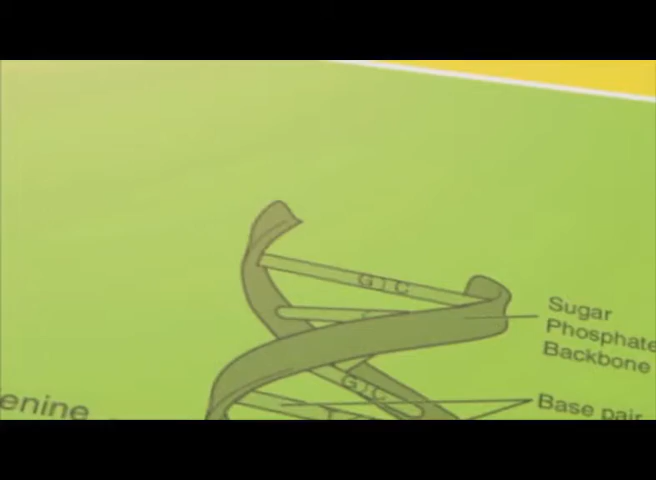 G C
Sugar
Phosphate
Backbone
G C
enine
Base pair